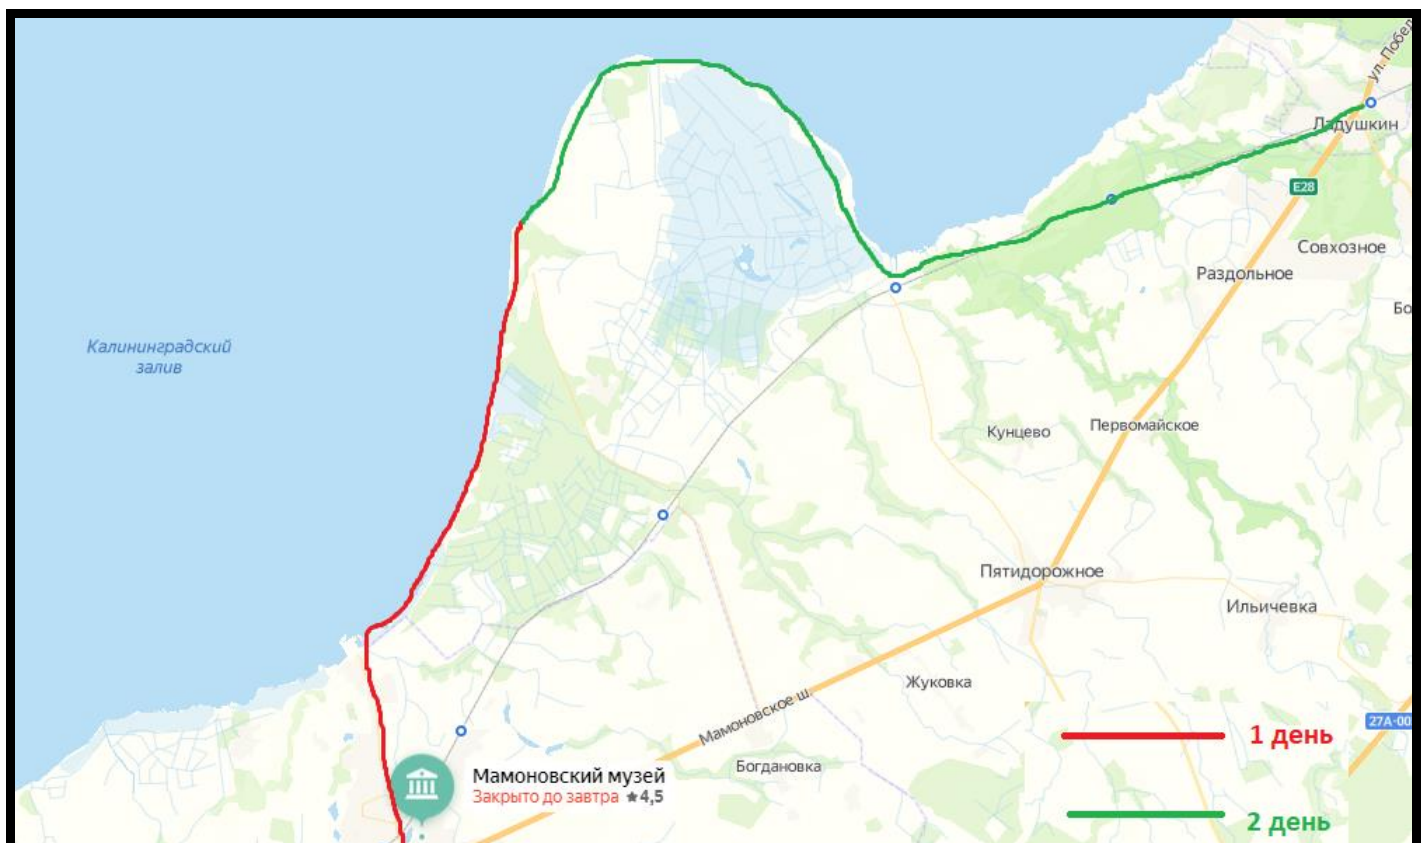 ул. Побед
Ладушкин
E28
Совхозное
Раздольное
Бо
Калининградский
залив
Кунцево
Первомайское
Пятидорожное
Ильичевка
Жуковка
Мамоновское ш.
27А-00
1 день
Богдановка
Мамоновский музей
Закрыто до завтра ★4,5
2 день